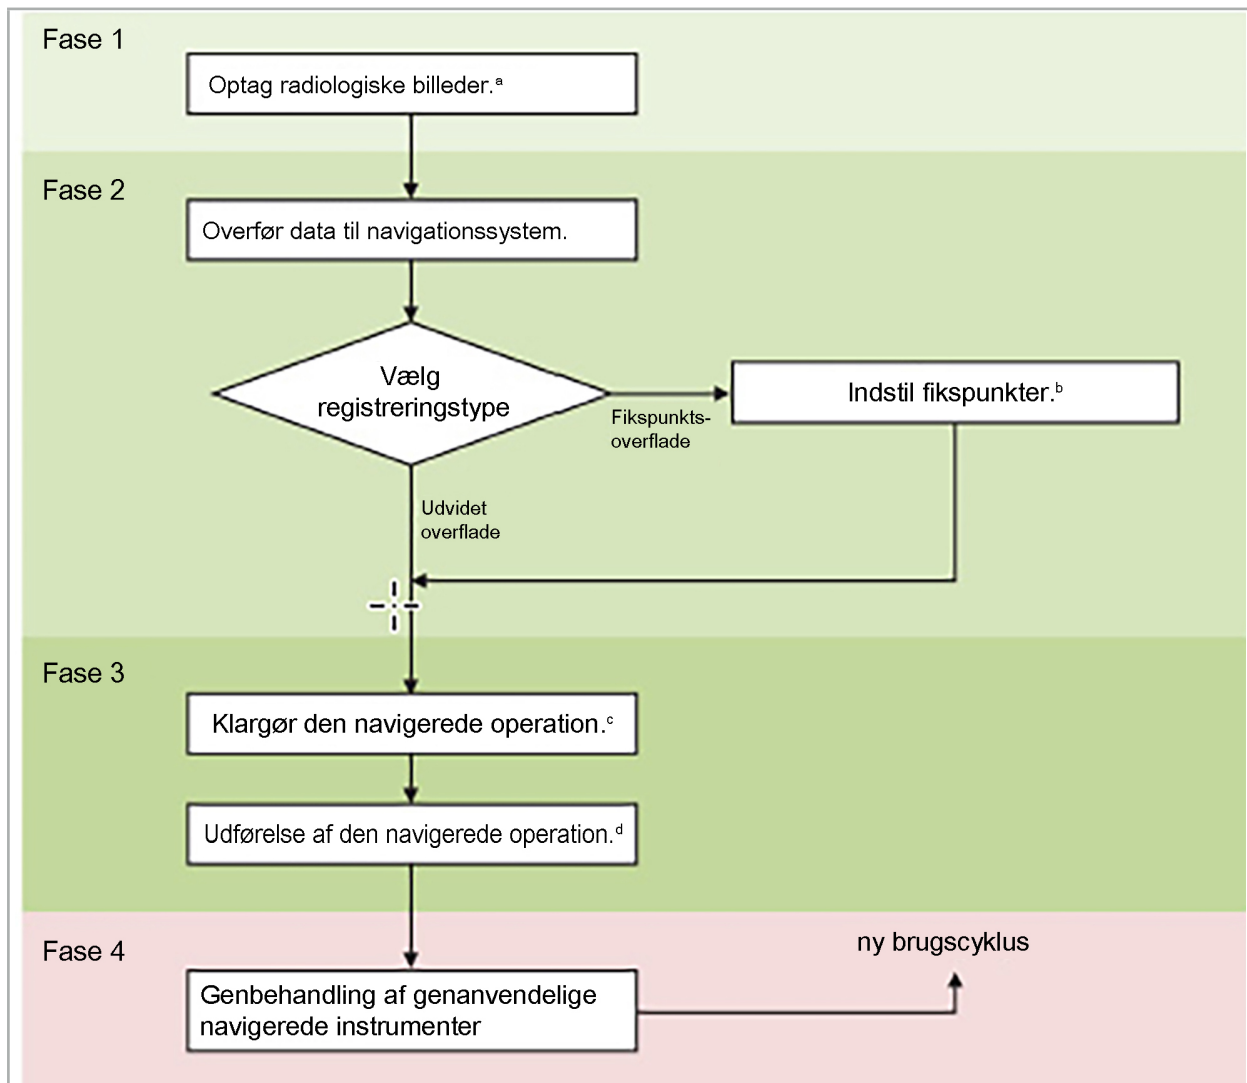 Fase 1
Optag radiologiske billeder.ᵃ
Fase 2
Overfør data til navigationssystem.
Vælg
registreringstype
Fikspunkts-
overflade
Indstil fikspunkter.ᵇ
Udvidet
overflade
Fase 3
Klargør den navigerede operation.ᶜ
Udførelse af den navigerede operation.ᵈ
Fase 4
ny brugscyklus
Genbehandling af genanvendelige
navigerede instrumenter